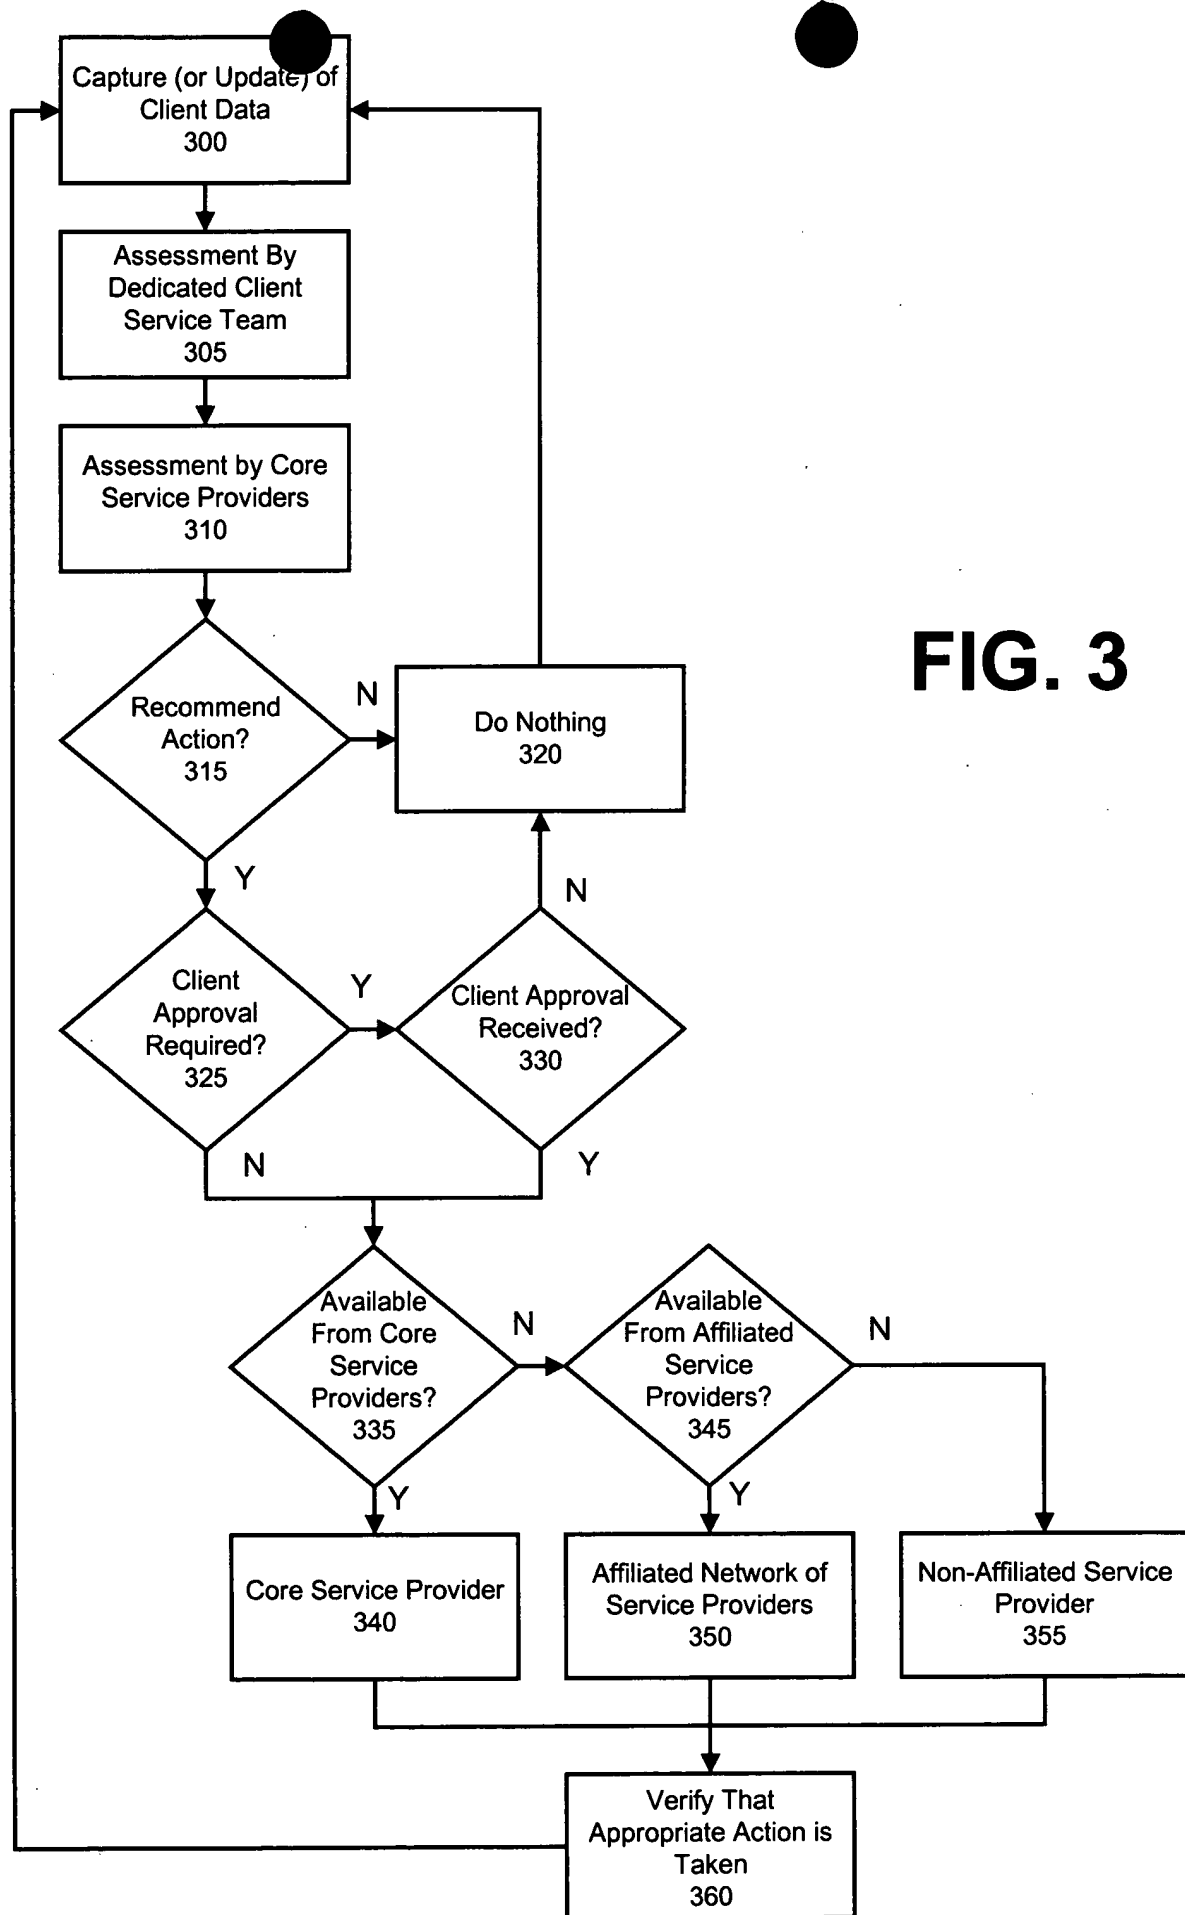 Capture (or Update) of
Client Data
300
Assessment By
Dedicated Client
Service Team
305
Assessment by Core
Service Providers
310
FIG. 3
Recommend
Action?
315
N
Do Nothing
320
Y
N
Client
Approval
Required?
325
Y
Client Approval
Received?
330
N
Y
Available
From Core
Service
Providers?
335
N
Available
From Affiliated
Service
Providers?
345
N
Y
Y
Core Service Provider
340
Affiliated Network of
Service Providers
350
Non-Affiliated Service
Provider
355
Verify That
Appropriate Action is
Taken
360